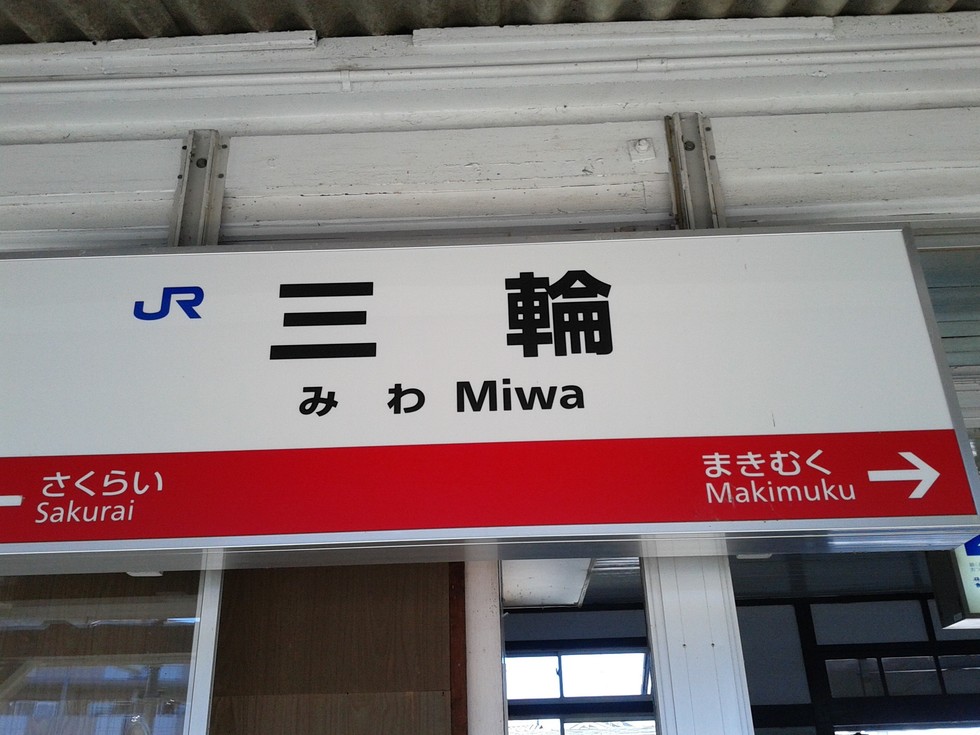 JR 三輪
みわ Miwa
さくらい
Sakurai
まきむく
Makimuku